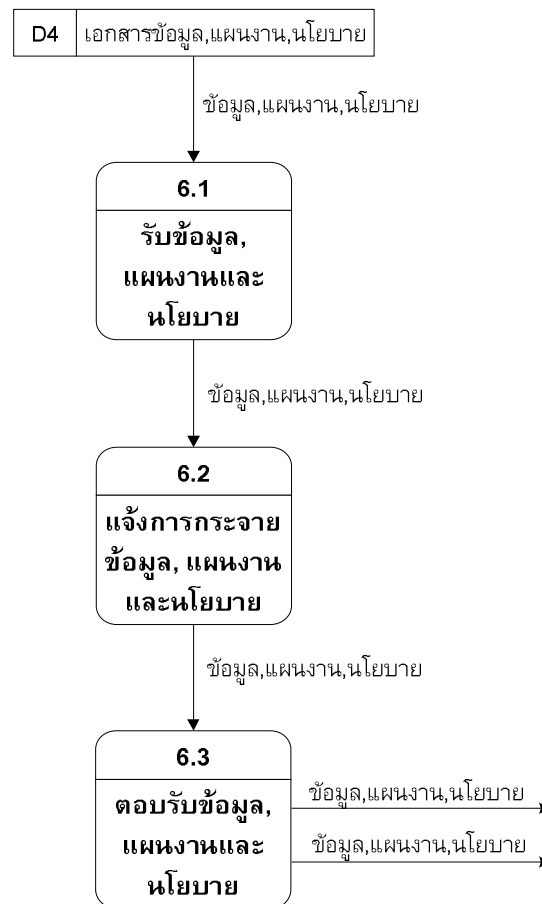 D4 เอกสารข้อมูล,แผนงาน,นโยบาย
ข้อมูล,แผนงาน,นโยบาย
6.1
รับข้อมูล,
แผนงานและ
นโยบาย
ข้อมูล,แผนงาน,นโยบาย
6.2
แจ้งการกระจาย
ข้อมูล, แผนงาน
และนโยบาย
ข้อมูล,แผนงาน,นโยบาย
6.3
ตอบรับข้อมูล,
แผนงานและ
นโยบาย
ข้อมูล,แผนงาน,นโยบาย
ข้อมูล,แผนงาน,นโยบาย